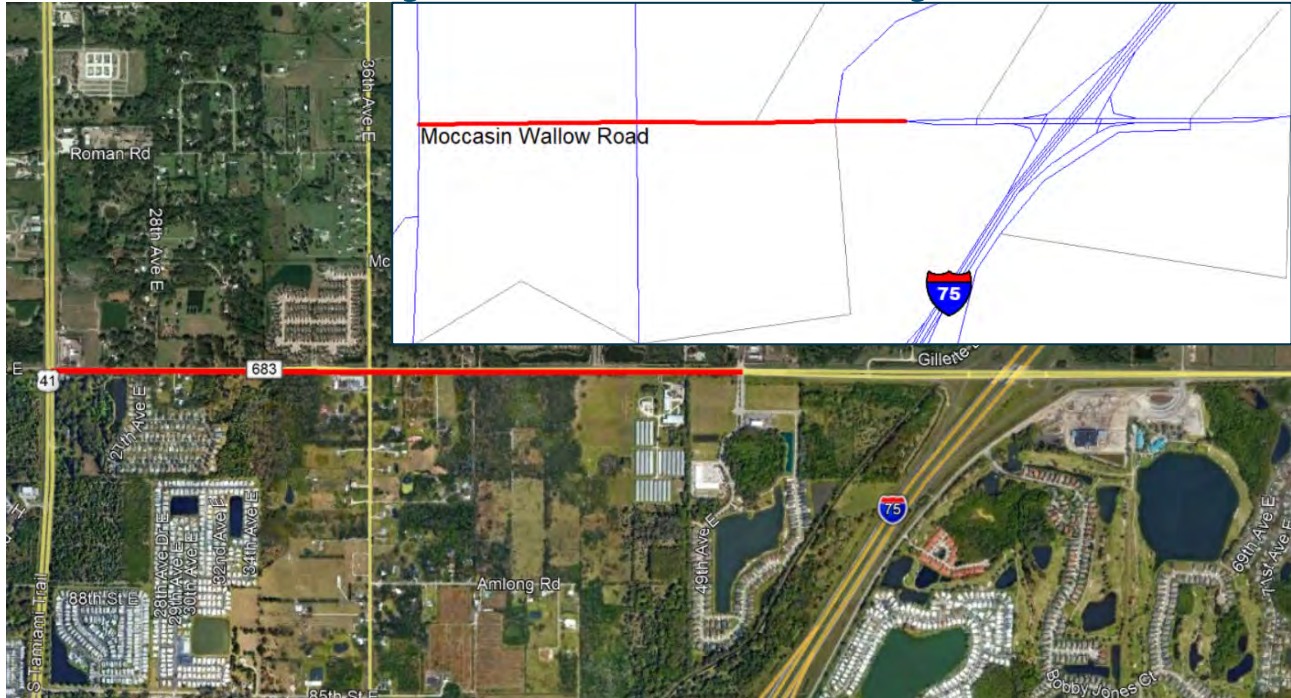 36th Ave E
Moccasin Wallow Road
Roman Rd
28th Ave E
Mc
75
Gillette
E
41
683
27th Ave E
75
28th Ave Dr E
29th Ave E
30th Ave E
32nd Ave E
34th Ave E
Amlong Rd
49th Ave E
69th Ave E
71st Ave E
H
88th St E
S Tamiami Trail
85th St E
Bobby Jones Ct